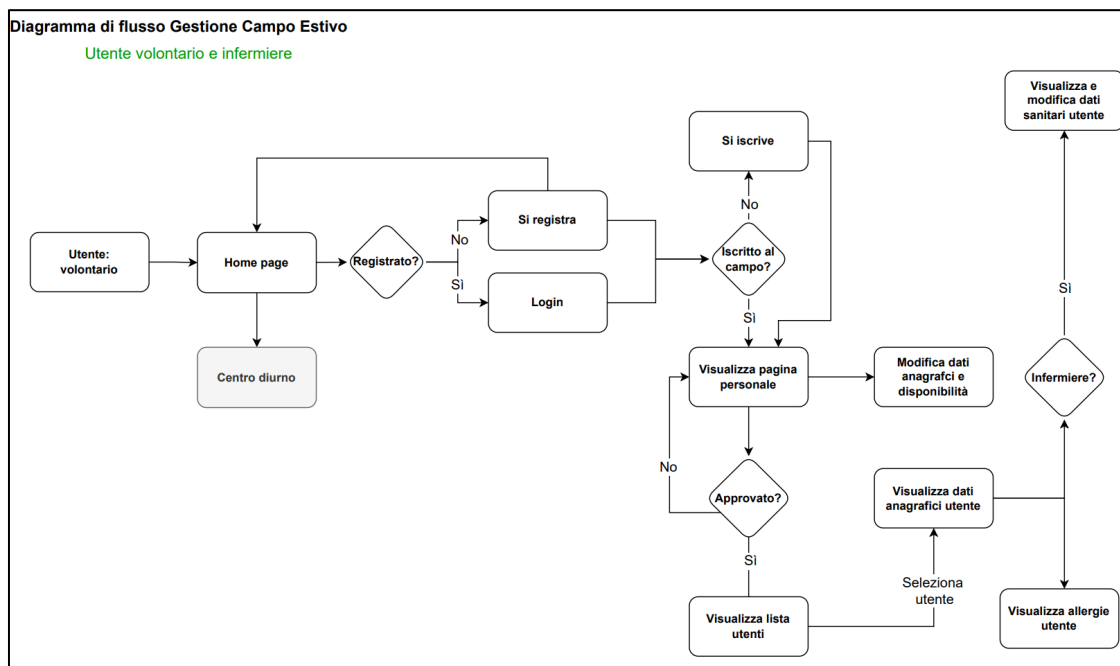 Diagramma di flusso Gestione Campo Estivo
Utente volontario e infermiere
Utente:
volontario
Home page
Centro diurno
Registrato?
No
Sì
Si registra
Login
Si iscrive
No
Iscritto al
campo?
Sì
Visualizza pagina
personale
Modifica dati
anagrafci e
disponibilità
No
Approvato?
Sì
Visualizza lista
utenti
Seleziona
utente
Visualizza dati
anagrafici utente
Infermiere?
Sì
Visualizza e
modifica dati
sanitari utente
Visualizza allergie
utente